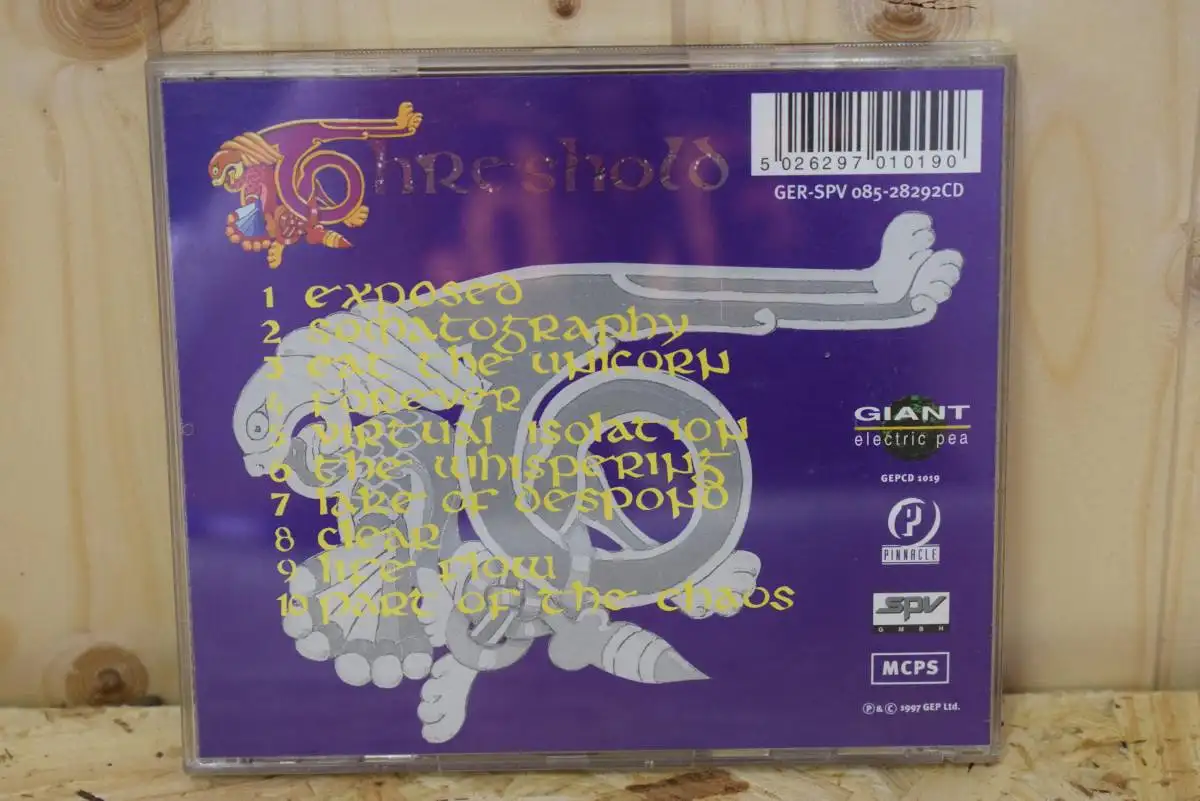 Threshold
5 026297 010190
GER-SPV 085-28292CD
1 Exposed
2 Somatography
3 Eat the Unicorn
4 Forever
5 Virtual Isolation
6 The Whispering
7 Lake of Despond
8 Clear
9 Life Flow
10 Part of the Chaos
GIANT
electric pea
GEPCD 1019
P
PINNACLE
SPV
GMBH
MCPS
Ⓟ&© 1997 GEP Ltd.